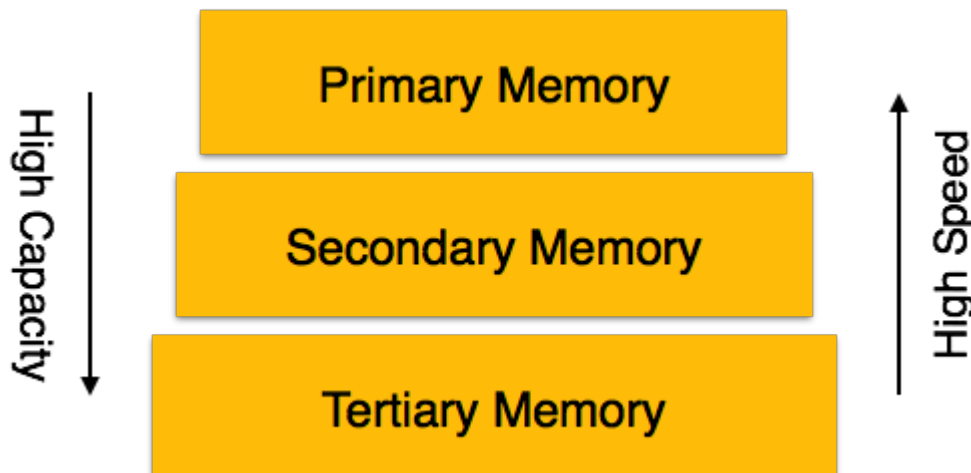 Primary Memory
High Capacity
High Speed
Secondary Memory
Tertiary Memory